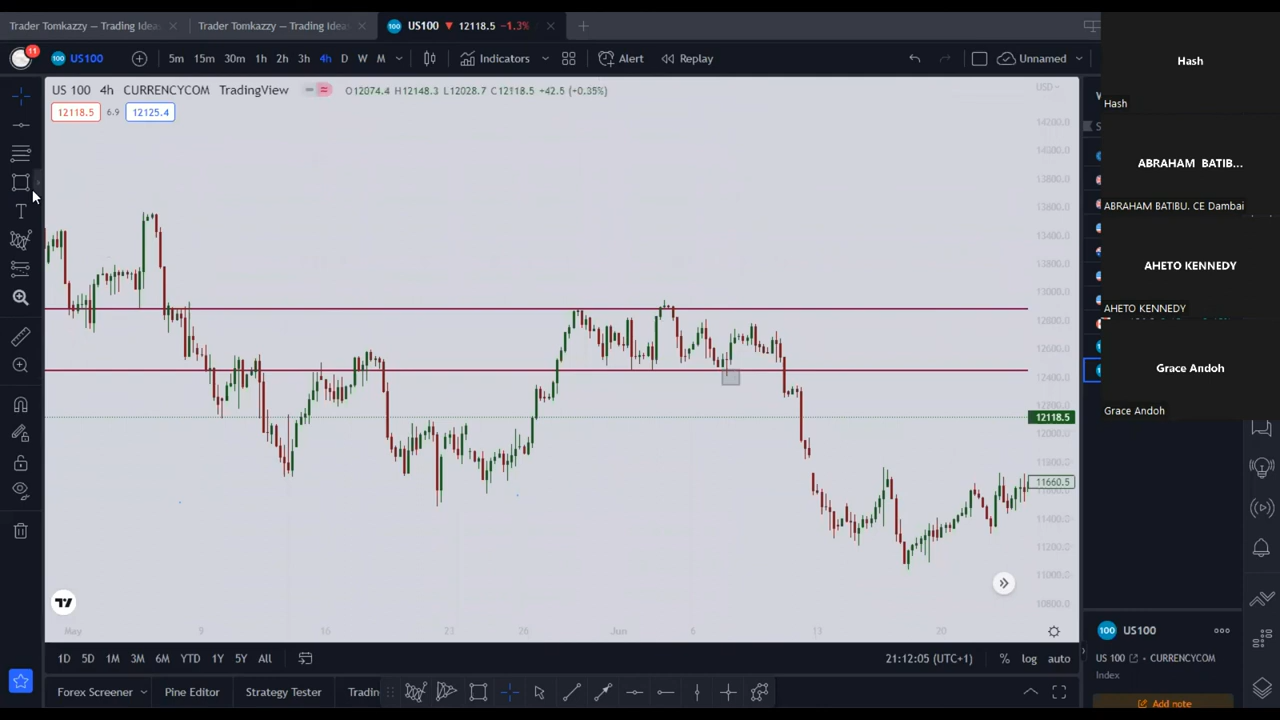 Trader Tomkazzy — Trading Ideas
Trader Tomkazzy — Trading Ideas
100 US100 ▼ 12118.5 −1.3%
11
100 US100
5m 15m 30m 1h 2h 3h 4h D W M
Indicators
Alert
Replay
Unnamed
US 100 4h CURRENCYCOM TradingView
O12074.4 H12148.3 L12028.7 C12118.5 +42.5 (+0.35%)
12118.5 6.9 12125.4
USD
14200.0
14000.0
13800.0
13600.0
13400.0
13200.0
13000.0
12800.0
12600.0
12400.0
12200.0
12118.5
12000.0
11800.0
11660.5
11400.0
11200.0
11000.0
10800.0
May 9 16 23 26 Jun 6 13 20
1D 5D 1M 3M 6M YTD 1Y 5Y All
21:12:05 (UTC+1) % log auto
Forex Screener Pine Editor Strategy Tester Tradin
Hash
Hash
ABRAHAM BATIB...
ABRAHAM BATIBU. CE Dambai
AHETO KENNEDY
AHETO KENNEDY
Grace Andoh
Grace Andoh
100 US100
US 100 • CURRENCYCOM
Index
Add note